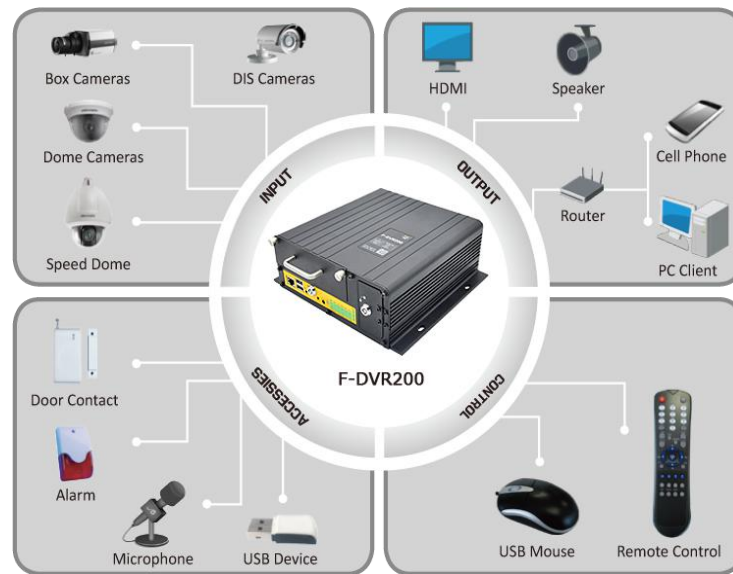 Box Cameras
DIS Cameras
Dome Cameras
Speed Dome
INPUT
HDMI
Speaker
Cell Phone
Router
PC Client
OUTPUT
F-DVR200
Door Contact
Alarm
Microphone
USB Device
ACCESSIES
CONTROL
USB Mouse
Remote Control